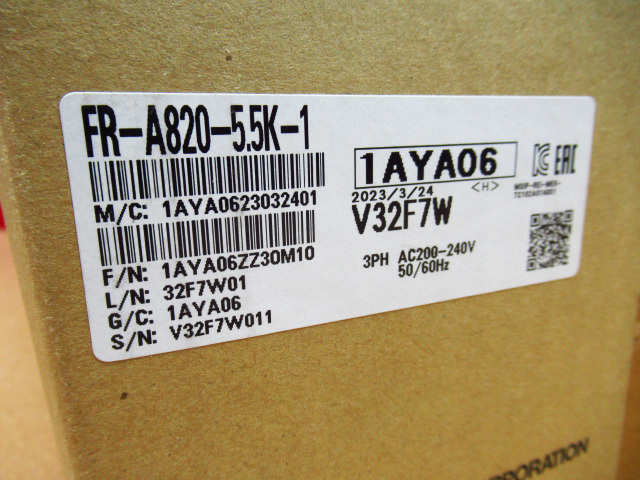 FR-A820-5.5K-1
M/C: 1AYA0623032401
F/N: 1AYA06ZZ30M10
L/N: 32F7W01
G/C: 1AYA06
S/N: V32F7W011
1AYA06
2023/3/24 <H>
V32F7W
3PH AC200-240V
50/60Hz
EAC